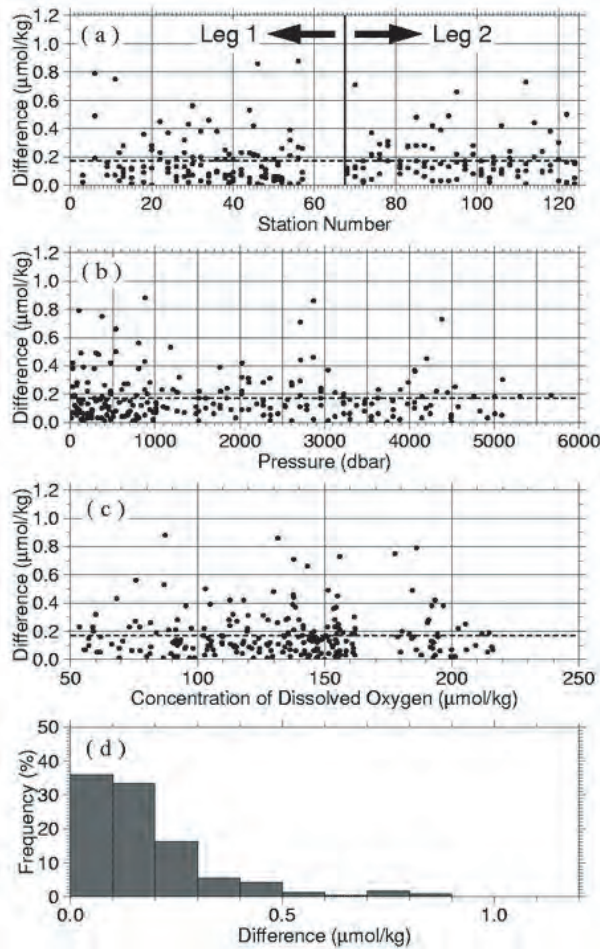 1.2
( a )
Leg 1
Leg 2
1.0
0.8
0.6
0.4
0.2
0.0
Difference (μmol/kg)
0 20 40 60 80 100 120
Station Number
1.2
( b )
1.0
0.8
0.6
0.4
0.2
0.0
Difference (μmol/kg)
0 1000 2000 3000 4000 5000 6000
Pressure (dbar)
1.2
( c )
1.0
0.8
0.6
0.4
0.2
0.0
Difference (μmol/kg)
50 100 150 200 250
Concentration of Dissolved Oxygen (μmol/kg)
50
( d )
40
30
20
10
0
Frequency (%)
0.0 0.5 1.0
Difference (μmol/kg)